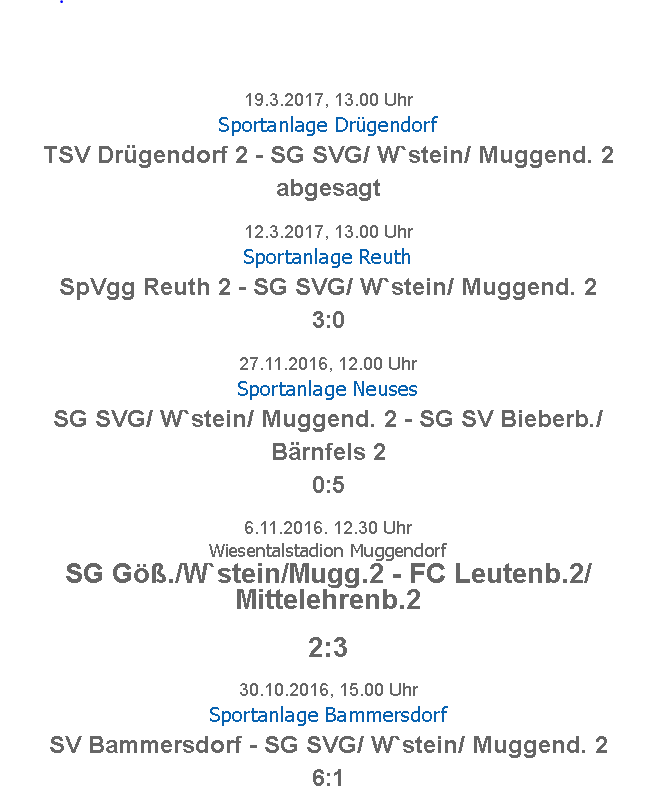 19.3.2017, 13.00 Uhr
Sportanlage Drügendorf
TSV Drügendorf 2 - SG SVG/ W`stein/ Muggend. 2
abgesagt
12.3.2017, 13.00 Uhr
Sportanlage Reuth
SpVgg Reuth 2 - SG SVG/ W`stein/ Muggend. 2
3:0
27.11.2016, 12.00 Uhr
Sportanlage Neuses
SG SVG/ W`stein/ Muggend. 2 - SG SV Bieberb./
Bärnfels 2
0:5
6.11.2016. 12.30 Uhr
Wiesentalstadion Muggendorf
SG Göß./W`stein/Mugg.2 - FC Leutenb.2/
Mittelehrenb.2
2:3
30.10.2016, 15.00 Uhr
Sportanlage Bammersdorf
SV Bammersdorf - SG SVG/ W`stein/ Muggend. 2
6:1